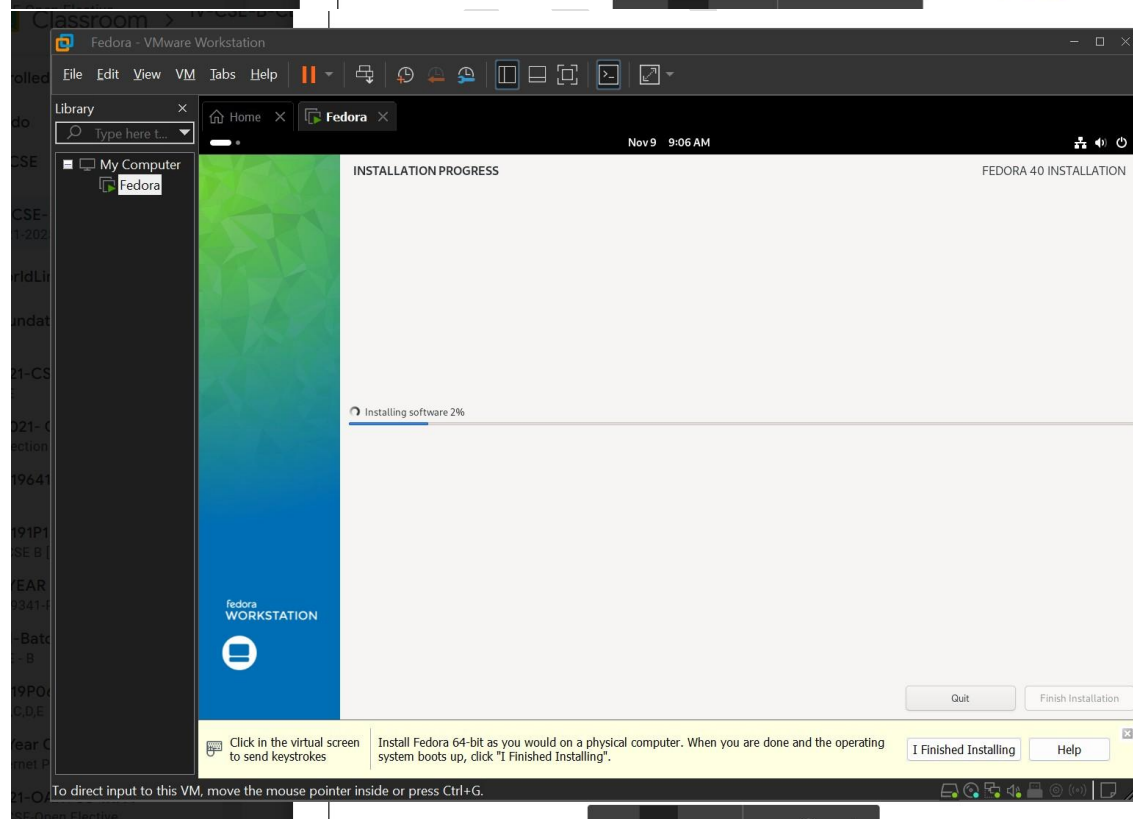 Classroom >
Fedora - VMware Workstation
File Edit View VM Tabs Help
Library
Type here t...
Home
Fedora
My Computer
Fedora
Nov 9 9:06 AM
INSTALLATION PROGRESS
FEDORA 40 INSTALLATION
Installing software 2%
fedora
WORKSTATION
Quit
Finish Installation
Click in the virtual screen
to send keystrokes
Install Fedora 64-bit as you would on a physical computer. When you are done and the operating
system boots up, click "I Finished Installing".
I Finished Installing
Help
To direct input to this VM, move the mouse pointer inside or press Ctrl+G.